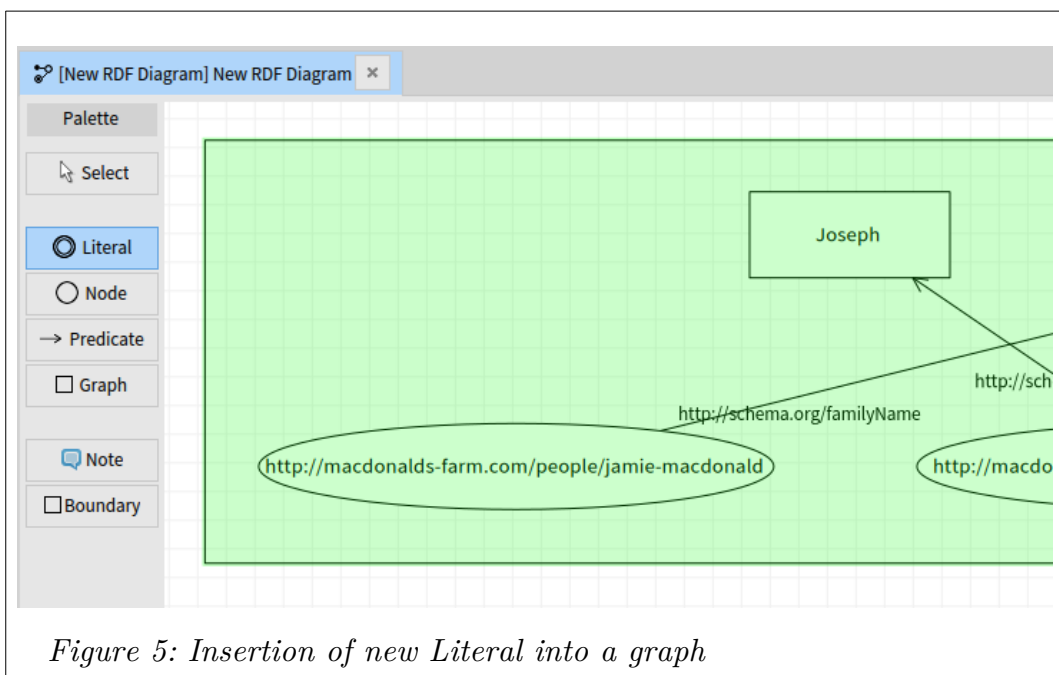 [New RDF Diagram] New RDF Diagram ×
Palette
Select
Literal
Node
Predicate
Graph
Note
Boundary
Joseph
http://sch
http://schema.org/familyName
http://macdonalds-farm.com/people/jamie-macdonald
http://macdo
Figure 5: Insertion of new Literal into a graph